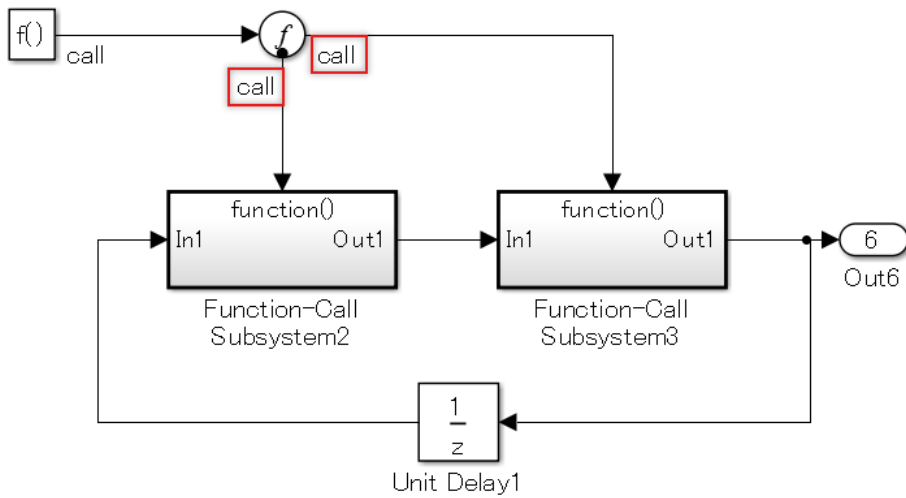 f()
call
f
call
call
function()
In1
Out1
Function-Call
Subsystem2
function()
In1
Out1
Function-Call
Subsystem3
6
Out6
1
z
Unit Delay1